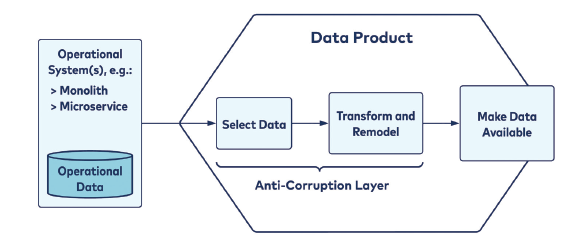 Operational
System(s), e.g.:
> Monolith
> Microservice
Operational
Data
Data Product
Select Data
Transform and
Remodel
Make Data
Available
Anti-Corruption Layer